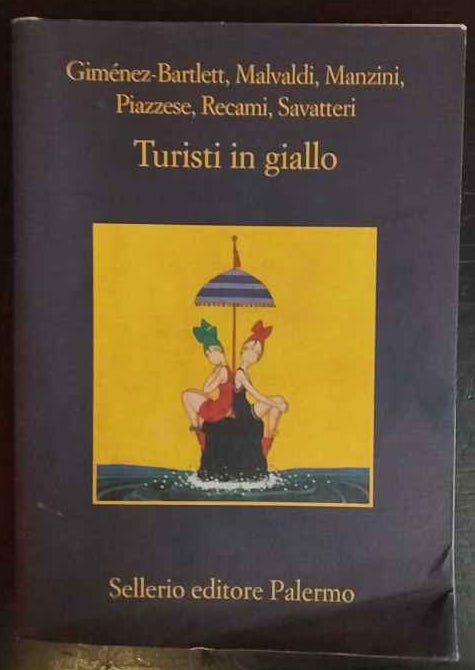 Giménez-Bartlett, Malvaldi, Manzini,
Piazzese, Recami, Savatteri
Turisti in giallo
Sellerio editore Palermo